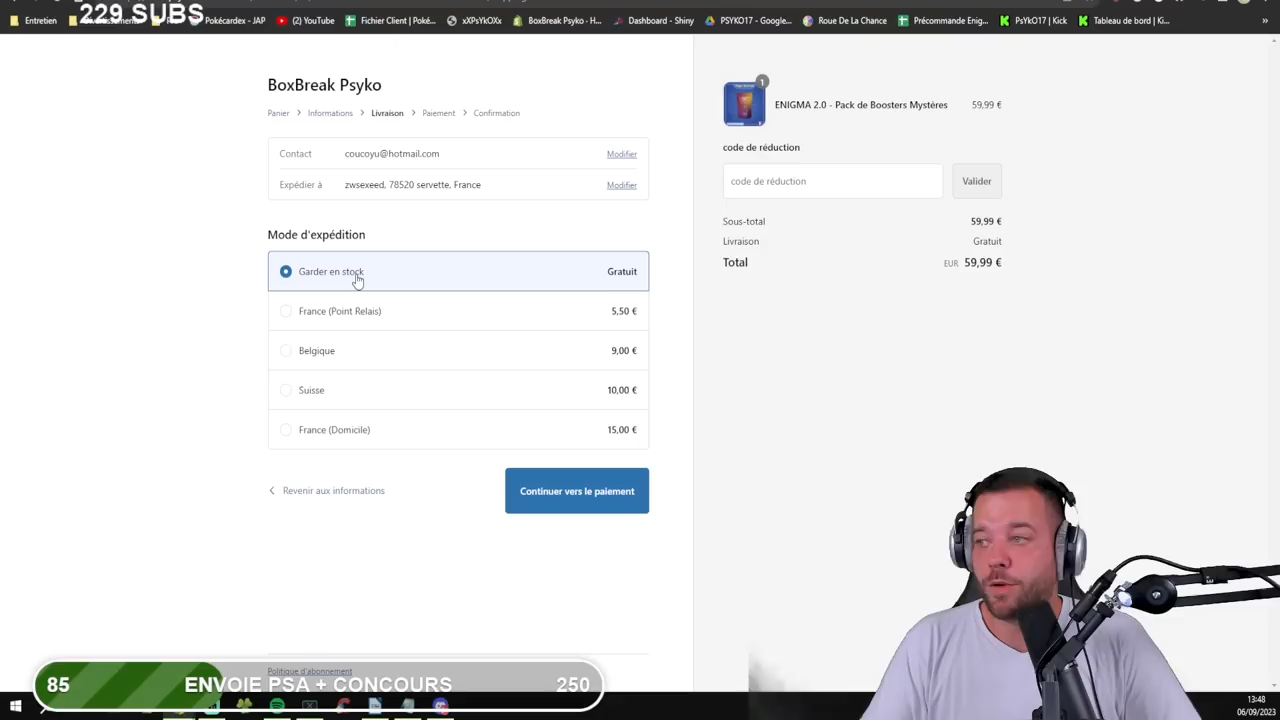 229 SUBS
Pokécardex - JAP
(2) YouTube
Fichier Client | Poké...
xXPsYkOXx
BoxBreak Psyko - H...
Dashboard - Shiny
PSYKO17 - Google...
Roue De La Chance
Précommande Enig...
PsYkO17 | Kick
Tableau de bord | Ki...
»
BoxBreak Psyko
Panier > Informations > Livraison > Paiement > Confirmation
Contact coucoyu@hotmail.com Modifier
Expédier à zwsexeed, 78520 servette, France Modifier
Mode d'expédition
Garder en stock Gratuit
France (Point Relais) 5,50 €
Belgique 9,00 €
Suisse 10,00 €
France (Domicile) 15,00 €
Revenir aux informations
Continuer vers le paiement
Politique d'abonnement
1
ENIGMA 2.0 - Pack de Boosters Mystères 59,99 €
code de réduction
code de réduction Valider
Sous-total 59,99 €
Livraison Gratuit
Total EUR 59,99 €
85 ENVOIE PSA + CONCOURS 250
13:48
06/09/2023